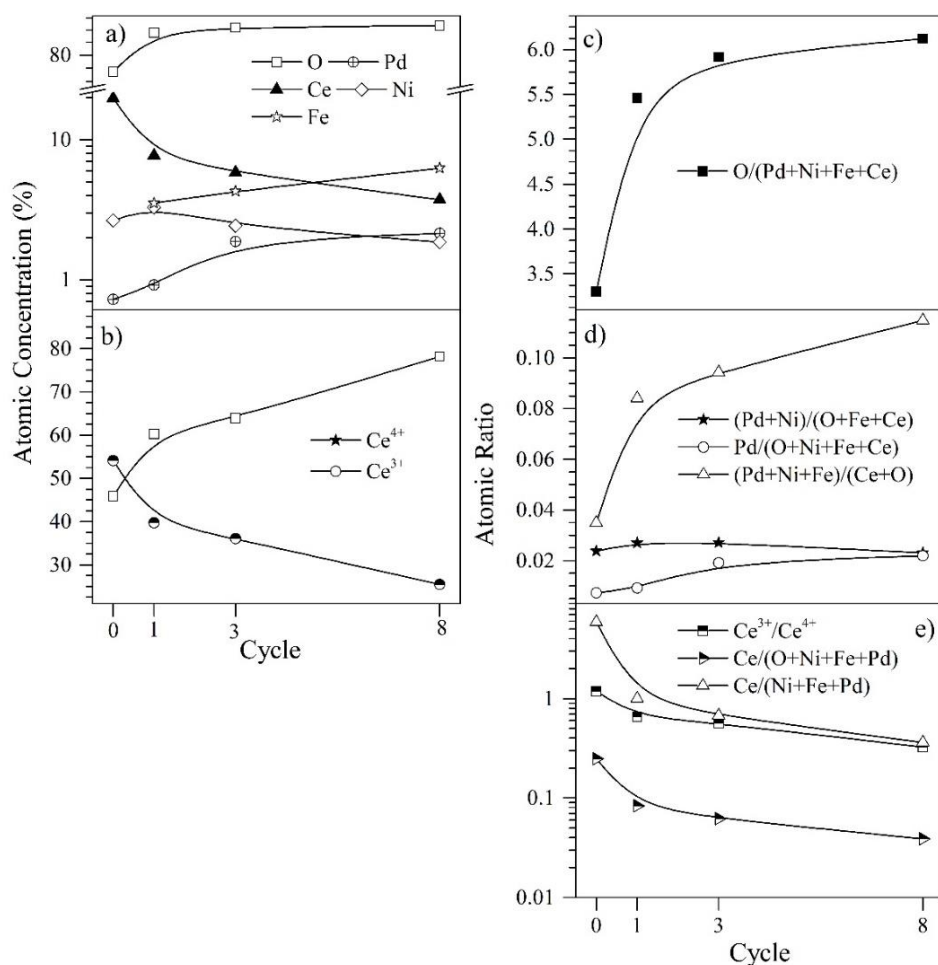 a)
80
O Pd
Ce Ni
Fe
10
1
Atomic Concentration (%)
b)
80
70
60
50
40
30
Ce4+
Ce3+
0 1 3 8
Cycle
c)
6.0
5.5
5.0
4.5
4.0
3.5
O/(Pd+Ni+Fe+Ce)
d)
0.10
0.08
0.06
0.04
0.02
(Pd+Ni)/(O+Fe+Ce)
Pd/(O+Ni+Fe+Ce)
(Pd+Ni+Fe)/(Ce+O)
Atomic Ratio
e)
Ce3+/Ce4+
Ce/(O+Ni+Fe+Pd)
Ce/(Ni+Fe+Pd)
1
0.1
0.01
0 1 3 8
Cycle